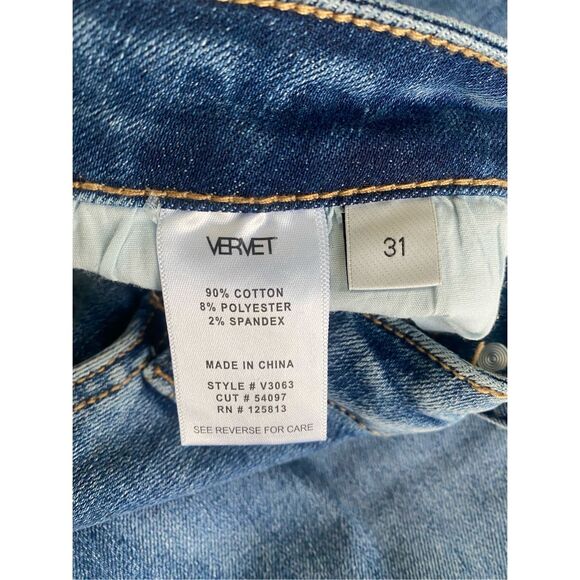 VERVET
31
90% COTTON
8% POLYESTER
2% SPANDEX
MADE IN CHINA
STYLE # V3063
CUT # 54097
RN # 125813
SEE REVERSE FOR CARE